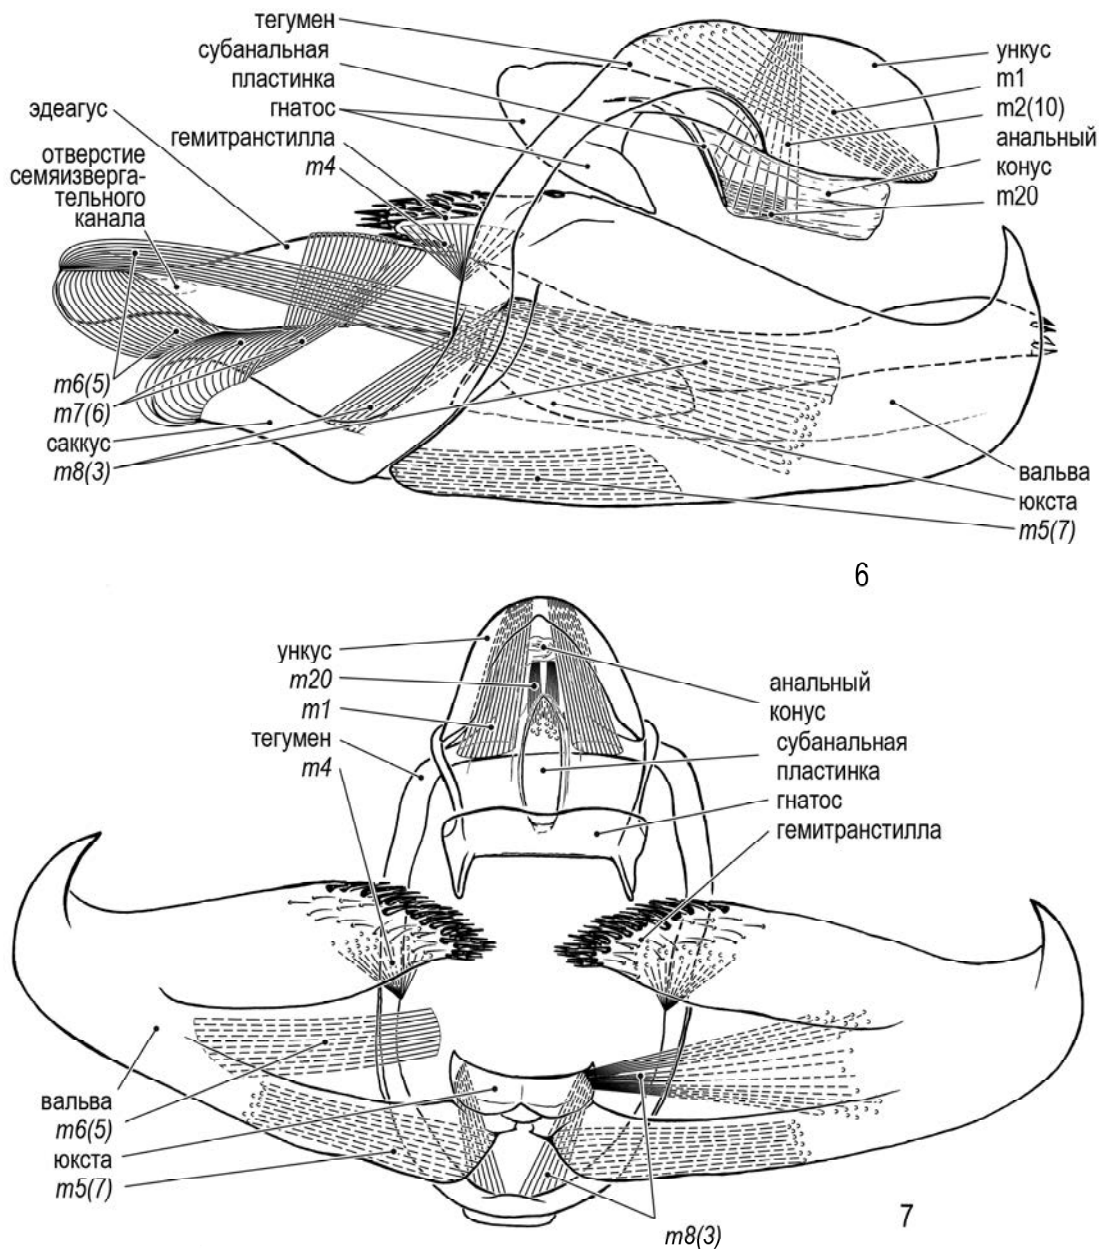 тегумен
субанальная
пластинка
гнатос
гемитранстилла
m4
эдеагус
отверстие
семяизверга-
тельного
канала
ункус
m1
m2(10)
анальный
конус
m20
m6(5)
m7(6)
саккус
m8(3)
вальва
юкста
m5(7)
6
ункус
m20
m1
тегумен
m4
анальный
конус
субанальная
пластинка
гнатос
гемитранстилла
вальва
m6(5)
юкста
m5(7)
m8(3)
7